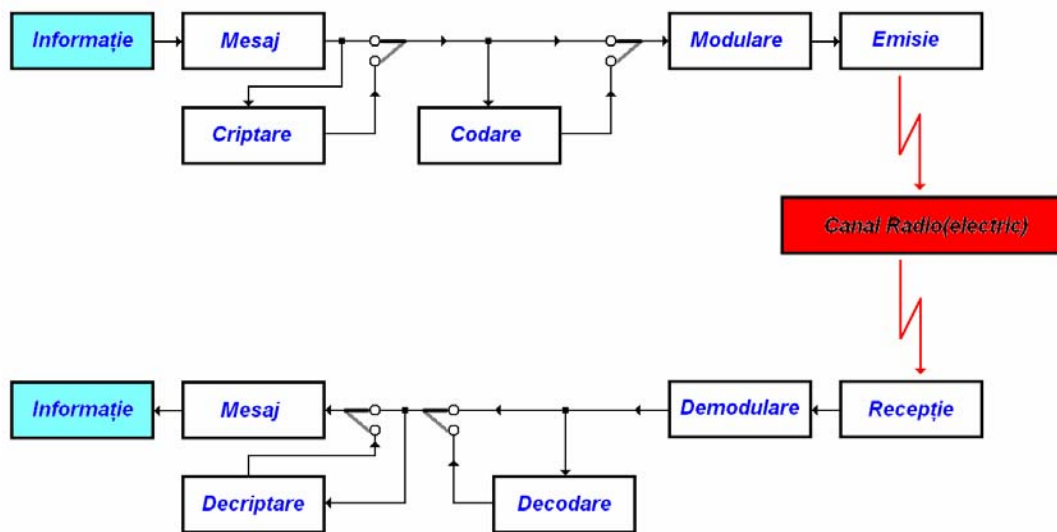 Informație
Mesaj
Modulare
Emisie
Criptare
Codare
Canal Radio(electric)
Informație
Mesaj
Demodulare
Recepție
Decriptare
Decodare